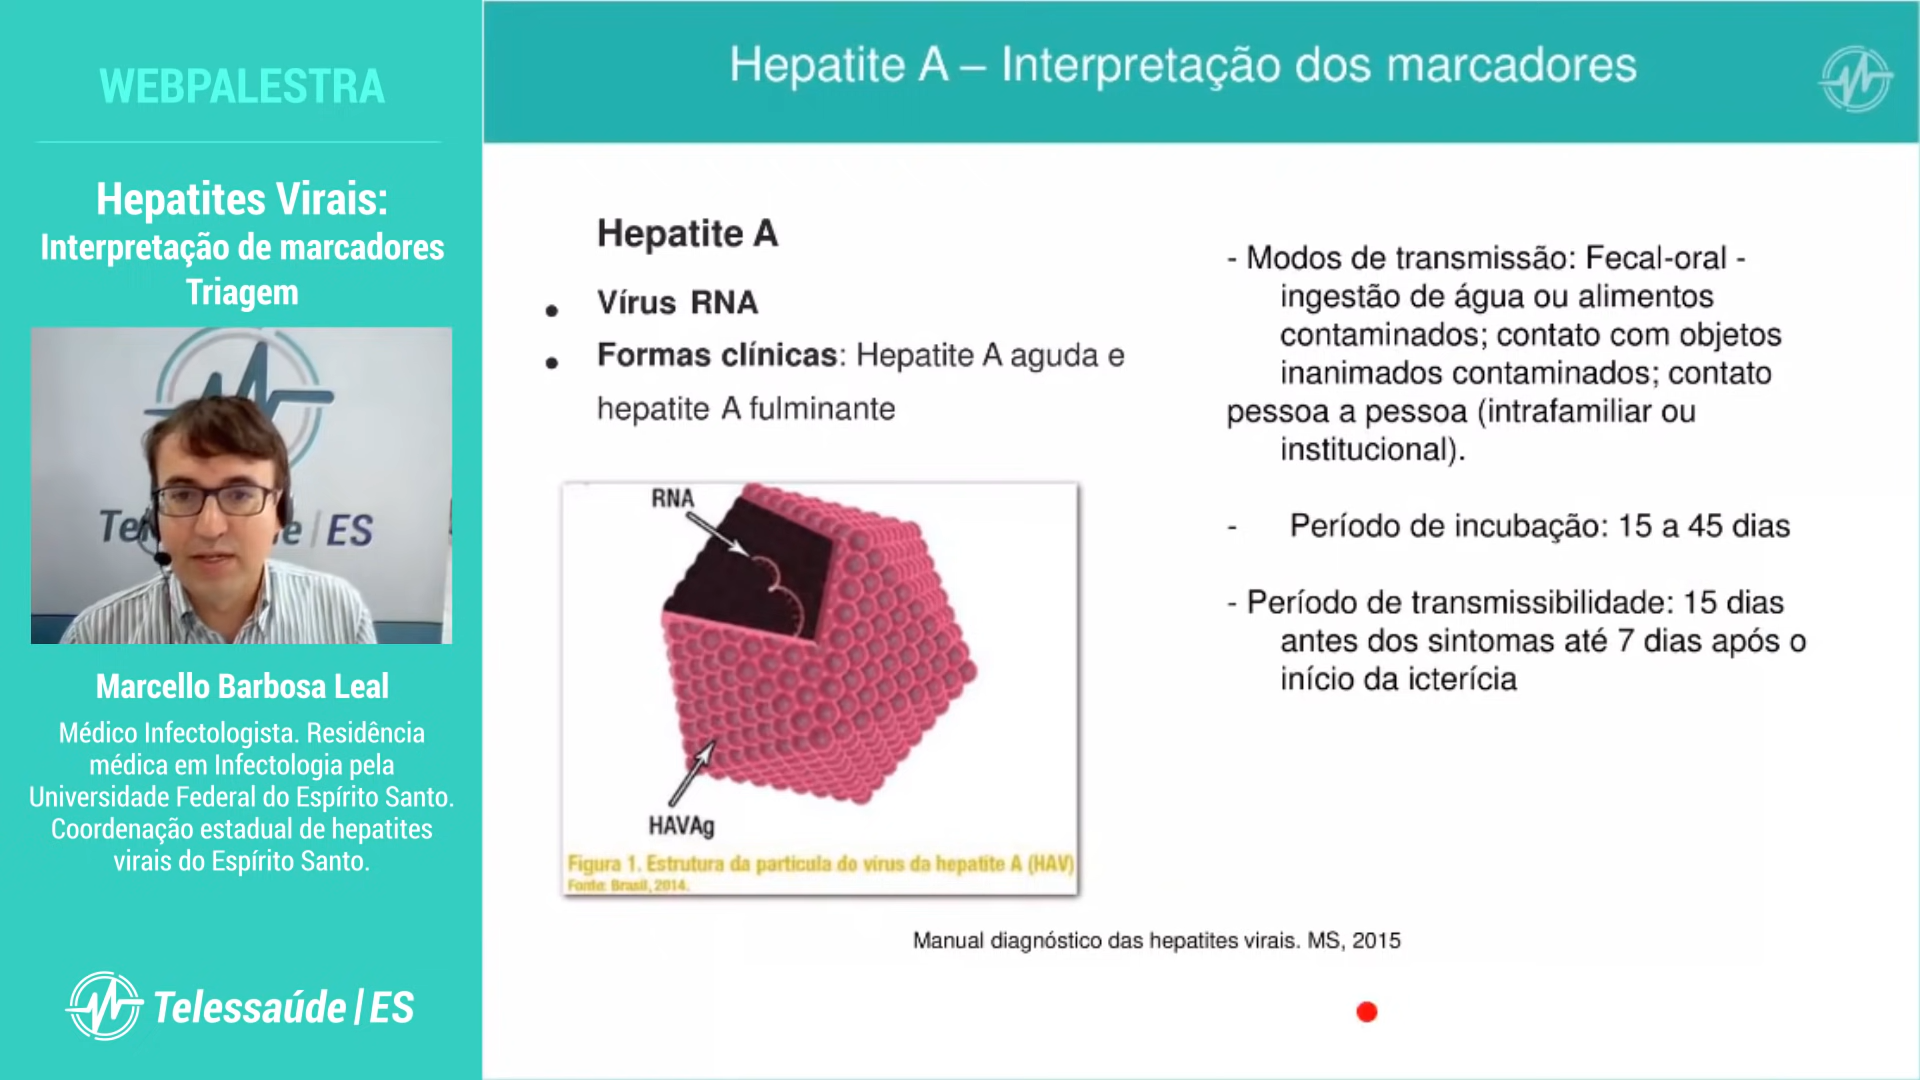 WEBPALESTRA
Hepatites Virais:
Interpretação de marcadores
Triagem
Telessaúde | ES
Marcello Barbosa Leal
Médico Infectologista. Residência
médica em Infectologia pela
Universidade Federal do Espírito Santo.
Coordenação estadual de hepatites
virais do Espírito Santo.
Telessaúde | ES
Hepatite A – Interpretação dos marcadores
Hepatite A
• Vírus RNA
• Formas clínicas: Hepatite A aguda e
hepatite A fulminante
RNA
HAVAg
Figura 1. Estrutura da partícula do vírus da hepatite A (HAV)
Fonte: Brasil, 2014.
- Modos de transmissão: Fecal-oral -
ingestão de água ou alimentos
contaminados; contato com objetos
inanimados contaminados; contato
pessoa a pessoa (intrafamiliar ou
institucional).
- Período de incubação: 15 a 45 dias
- Período de transmissibilidade: 15 dias
antes dos sintomas até 7 dias após o
início da icterícia
Manual diagnóstico das hepatites virais. MS, 2015